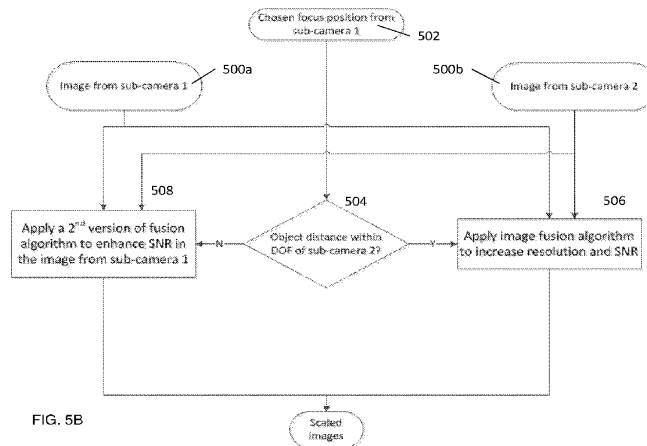 Chosen focus position from
sub-camera 1
502
500a
Image from sub-camera 1
500b
Image from sub-camera 2
508
504
506
Apply a 2nd version of fusion
algorithm to enhance SNR in
the image from sub-camera 1
N
Object distance within
DOF of sub-camera 2?
Y
Apply image fusion algorithm
to increase resolution and SNR
Scaled
images
FIG. 5B